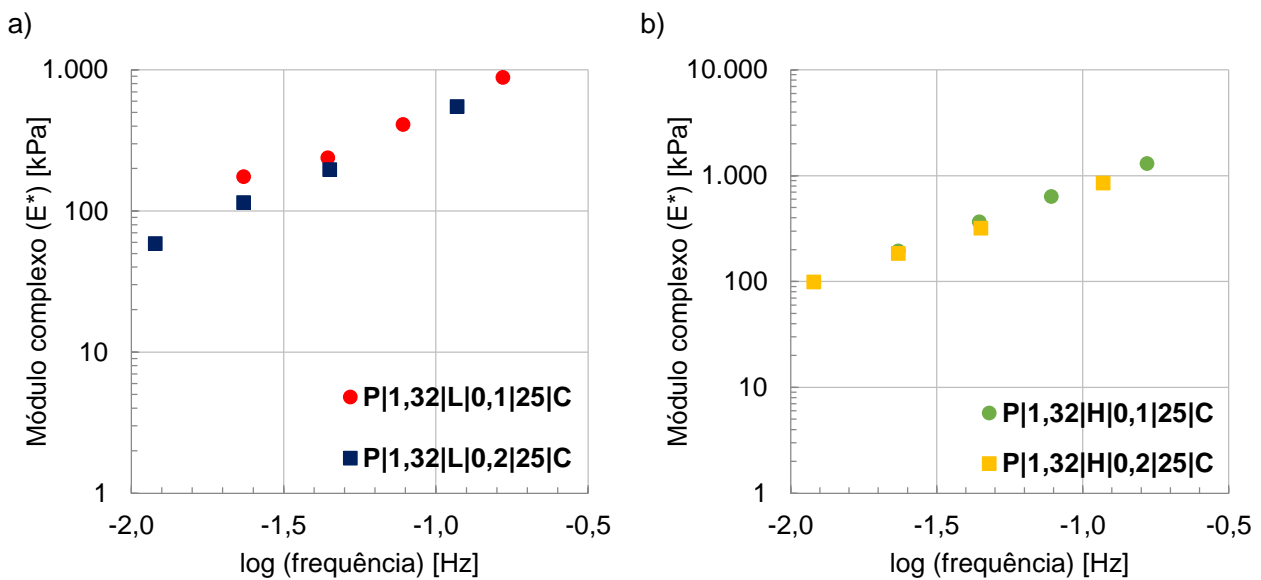 a)
Módulo complexo (E*) [kPa]
1.000
100
10
1
-2,0
-1,5
-1,0
-0,5
log (frequência) [Hz]
P|1,32|L|0,1|25|C
P|1,32|L|0,2|25|C
b)
Módulo complexo (E*) [kPa]
10.000
1.000
100
10
1
-2,0
-1,5
-1,0
-0,5
log (frequência) [Hz]
P|1,32|H|0,1|25|C
P|1,32|H|0,2|25|C